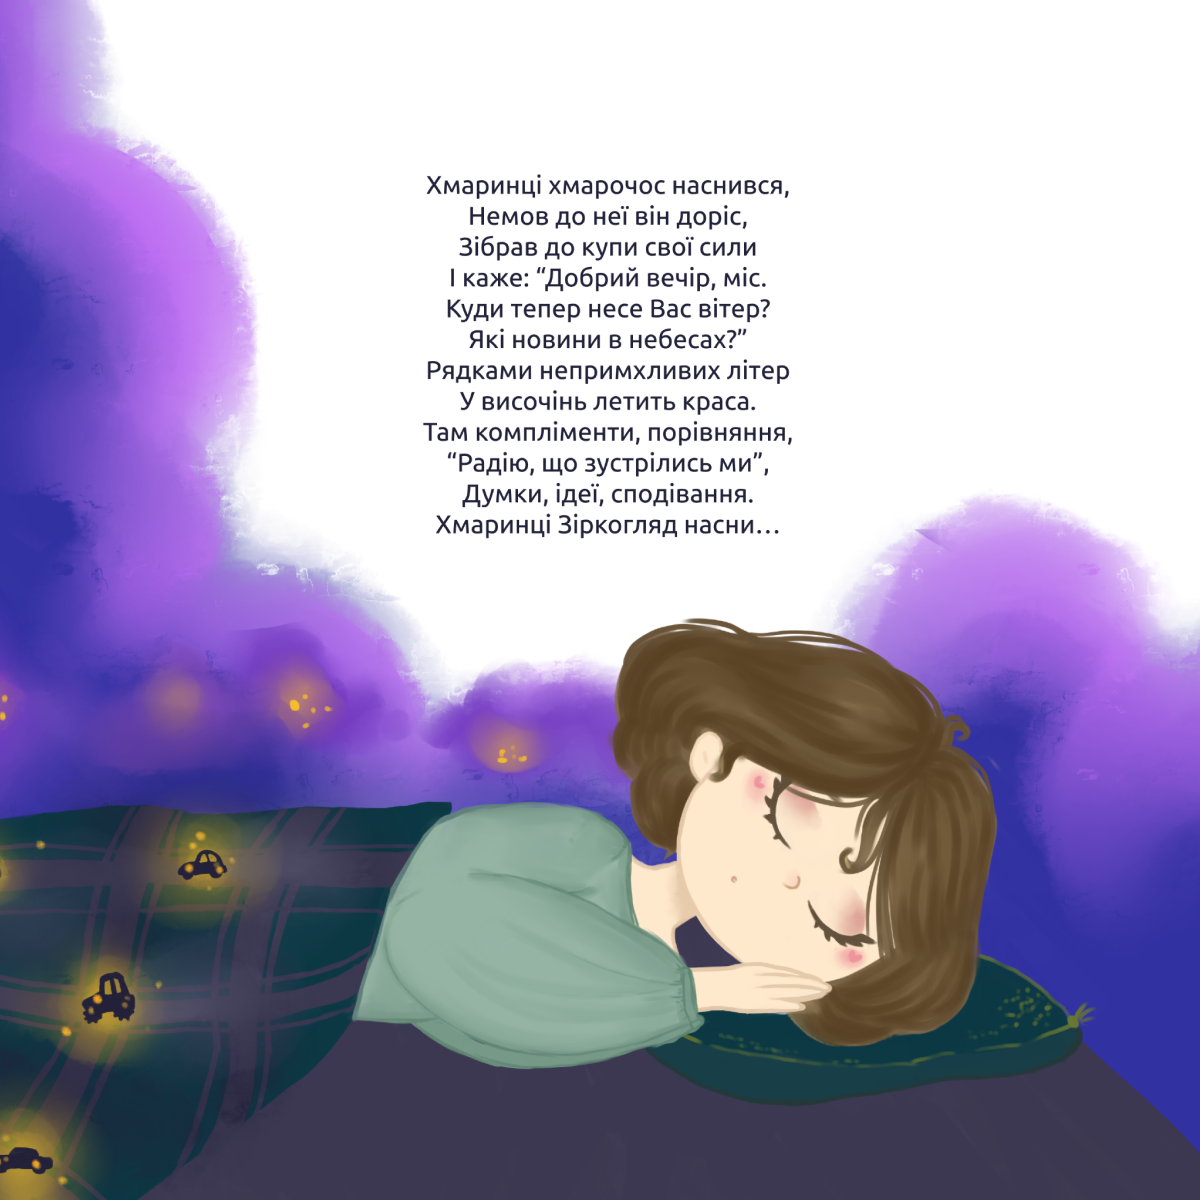 Хмаринці хмарочос наснився,
Немов до неї він доріс,
Зібрав до купи свої сили
І каже: “Добрий вечір, міс.
Куди тепер несе Вас вітер?
Які новини в небесах?”
Рядками непримхливих літер
У височінь летить краса.
Там компліменти, порівняння,
“Радію, що зустрілись ми”,
Думки, ідеї, сподівання.
Хмаринці Зіркогляд насни…